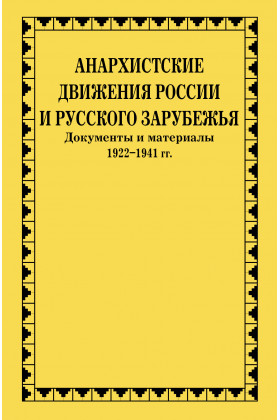 АНАРХИСТСКИЕ
ДВИЖЕНИЯ РОССИИ
И РУССКОГО ЗАРУБЕЖЬЯ
Документы и материалы
1922–1941 гг.